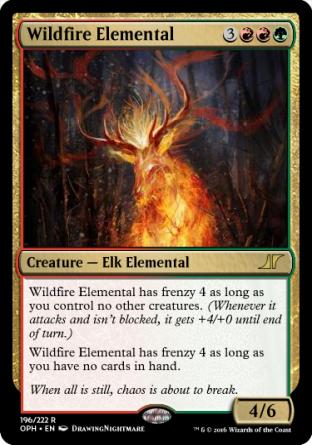 Wildfire Elemental 3
Creature — Elk Elemental
Wildfire Elemental has frenzy 4 as long as
you control no other creatures. (Whenever it
attacks and isn't blocked, it gets +4/+0 until end
of turn.)
Wildfire Elemental has frenzy 4 as long as
you have no cards in hand.
When all is still, chaos is about to break.
4/6
196/222 R
OPH • EN DrawingNightmare
™ & © 2016 Wizards of the Coast